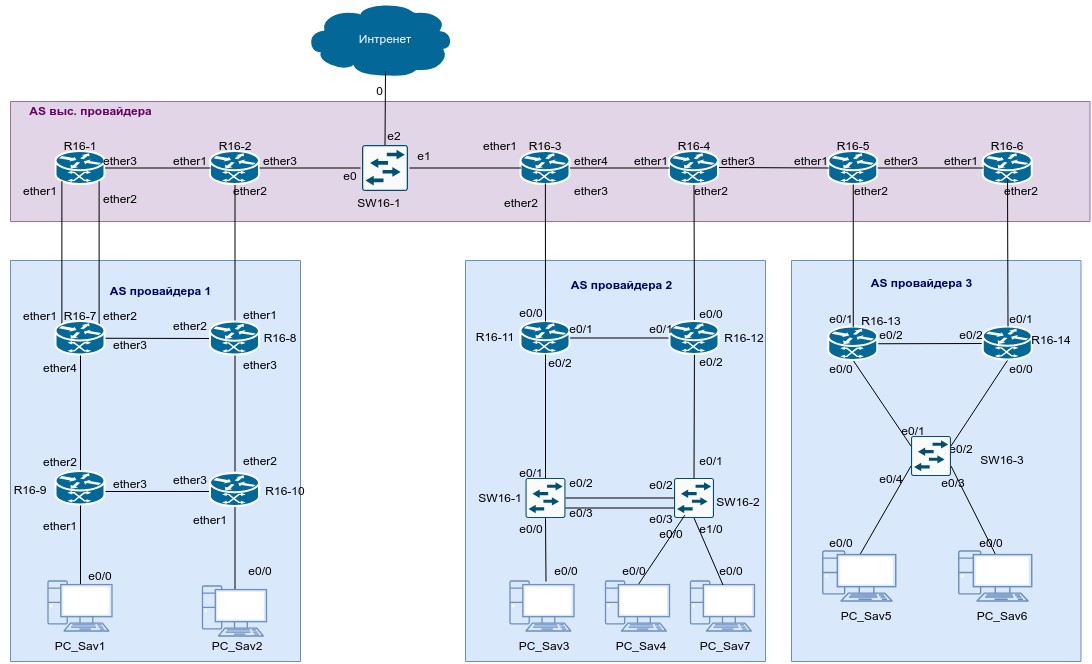 Интренет
0
AS выс. провайдера
R16-1
R16-2
e2
R16-3
R16-4
R16-5
R16-6
ether3
ether1
ether3
e0
e1
ether1
ether4
ether1
ether3
ether1
ether3
ether1
ether1
ether2
ether2
SW16-1
ether2
ether3
ether2
ether2
ether2
AS провайдера 1
AS провайдера 2
AS провайдера 3
ether1
R16-7
ether2
ether2
ether1
ether3
R16-8
ether4
ether3
e0/0
e0/0
R16-11
e0/1
e0/1
R16-12
e0/2
e0/2
e0/1
R16-13
e0/1
e0/2
e0/2
R16-14
e0/0
e0/0
ether2
ether2
R16-9
ether3
ether3
R16-10
ether1
ether1
e0/1
e0/1
SW16-1
e0/2
e0/2
SW16-2
e0/3
e0/3
e0/0
e0/0
e1/0
e0/1
e0/2
SW16-3
e0/4
e0/3
e0/0
e0/0
e0/0
e0/0
e0/0
e0/0
e0/0
PC_Sav1
PC_Sav2
PC_Sav3
PC_Sav4
PC_Sav7
PC_Sav5
PC_Sav6